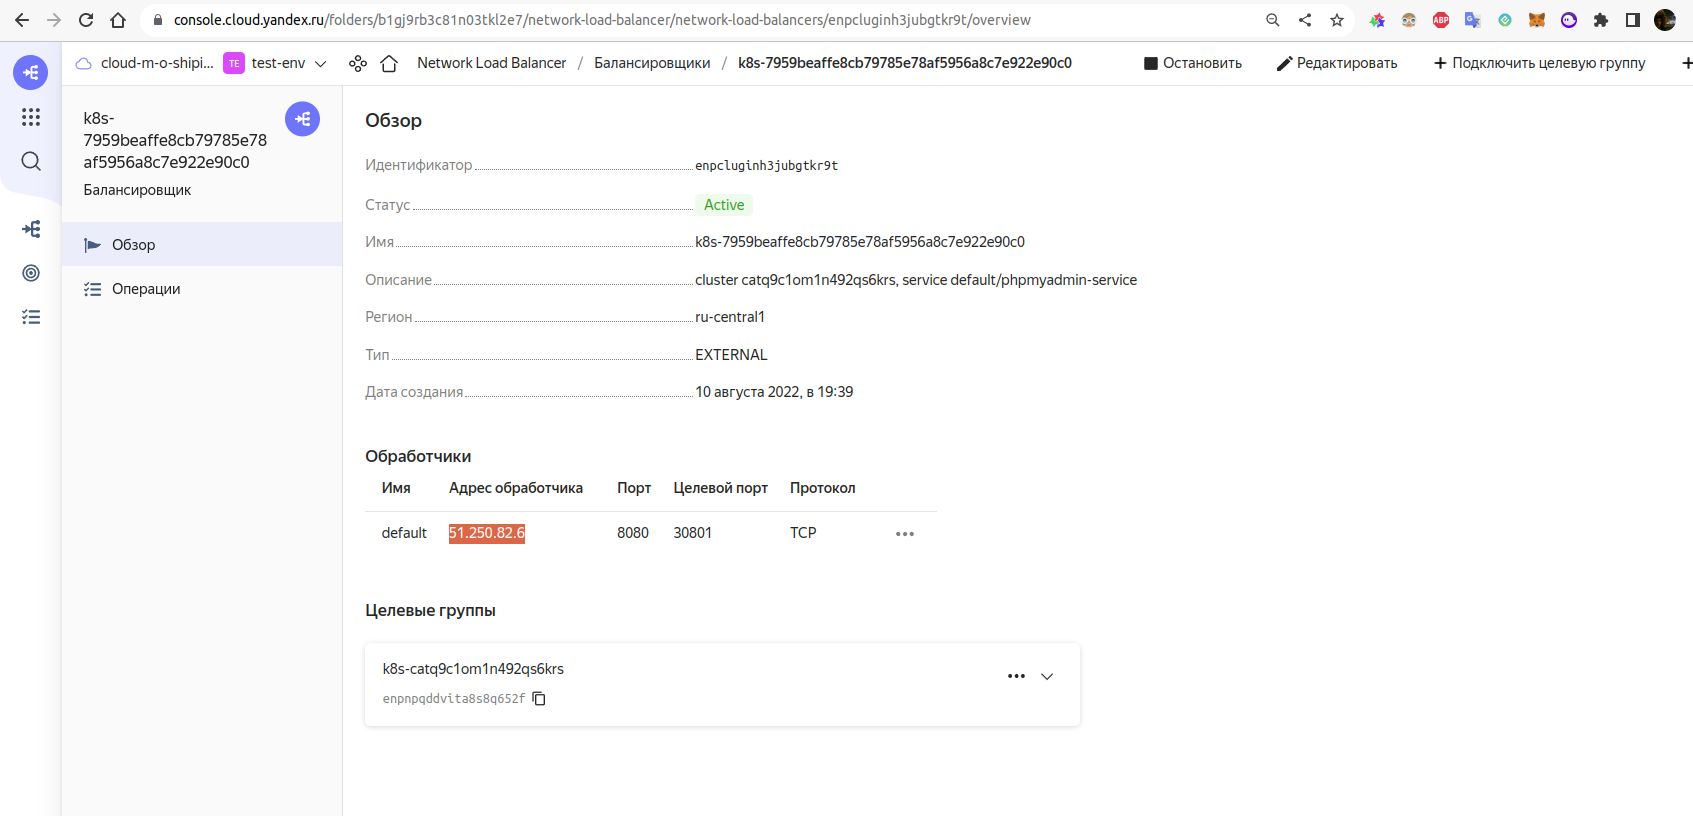 console.cloud.yandex.ru/folders/b1gj9rb3c81n03tkl2e7/network-load-balancer/network-load-balancers/enpcluginh3jubgtkr9t/overview
ABP
cloud-m-o-shipi... TE test-env Network Load Balancer / Балансировщики / k8s-7959beaffe8cb79785e78af5956a8c7e922e90c0 Остановить Редактировать + Подключить целевую группу +
k8s-
7959beaffe8cb79785e78
af5956a8c7e922e90c0
Балансировщик
Обзор
Операции
Обзор
Идентификатор enpcluginh3jubgtkr9t
Статус Active
Имя k8s-7959beaffe8cb79785e78af5956a8c7e922e90c0
Описание cluster catq9c1om1n492qs6krs, service default/phpmyadmin-service
Регион ru-central1
Тип EXTERNAL
Дата создания 10 августа 2022, в 19:39
Обработчики
Имя Адрес обработчика Порт Целевой порт Протокол
default 51.250.82.6 8080 30801 TCP
Целевые группы
k8s-catq9c1om1n492qs6krs
enpnpqddvita8s8q652f